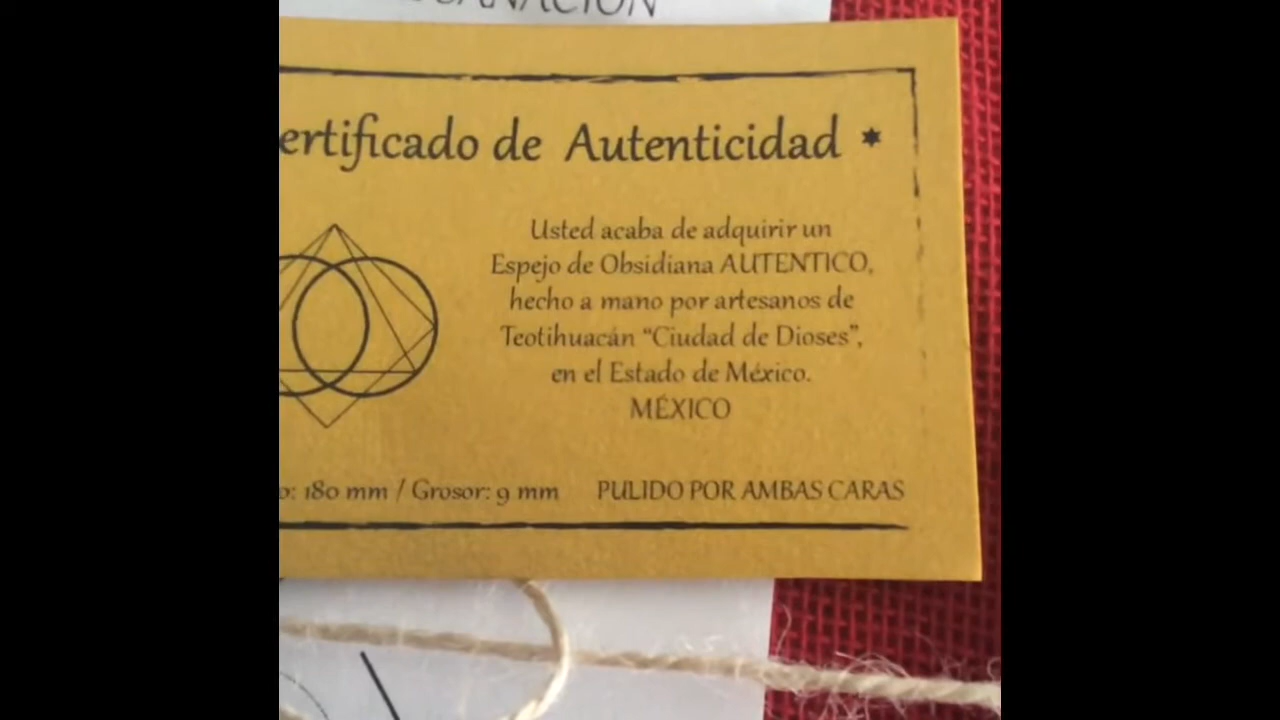 ertificado de Autenticidad
Usted acaba de adquirir un
Espejo de Obsidiana AUTENTICO,
hecho a mano por artesanos de
Teotihuacán “Ciudad de Dioses”,
en el Estado de México.
MÉXICO
o: 180 mm / Grosor: 9 mm PULIDO POR AMBAS CARAS